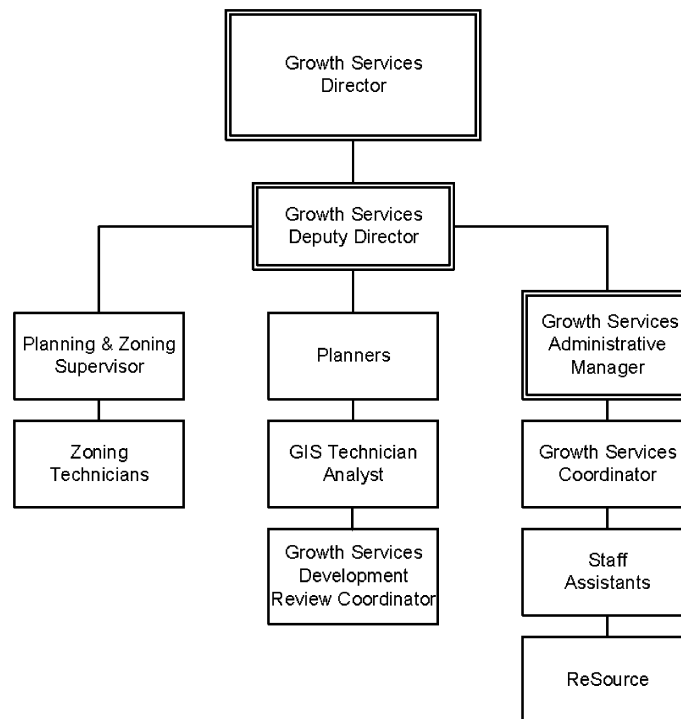 Growth Services
Director
Growth Services
Deputy Director
Planning & Zoning
Supervisor
Planners
Growth Services
Administrative
Manager
Zoning
Technicians
GIS Technician
Analyst
Growth Services
Coordinator
Growth Services
Development
Review Coordinator
Staff
Assistants
ReSource